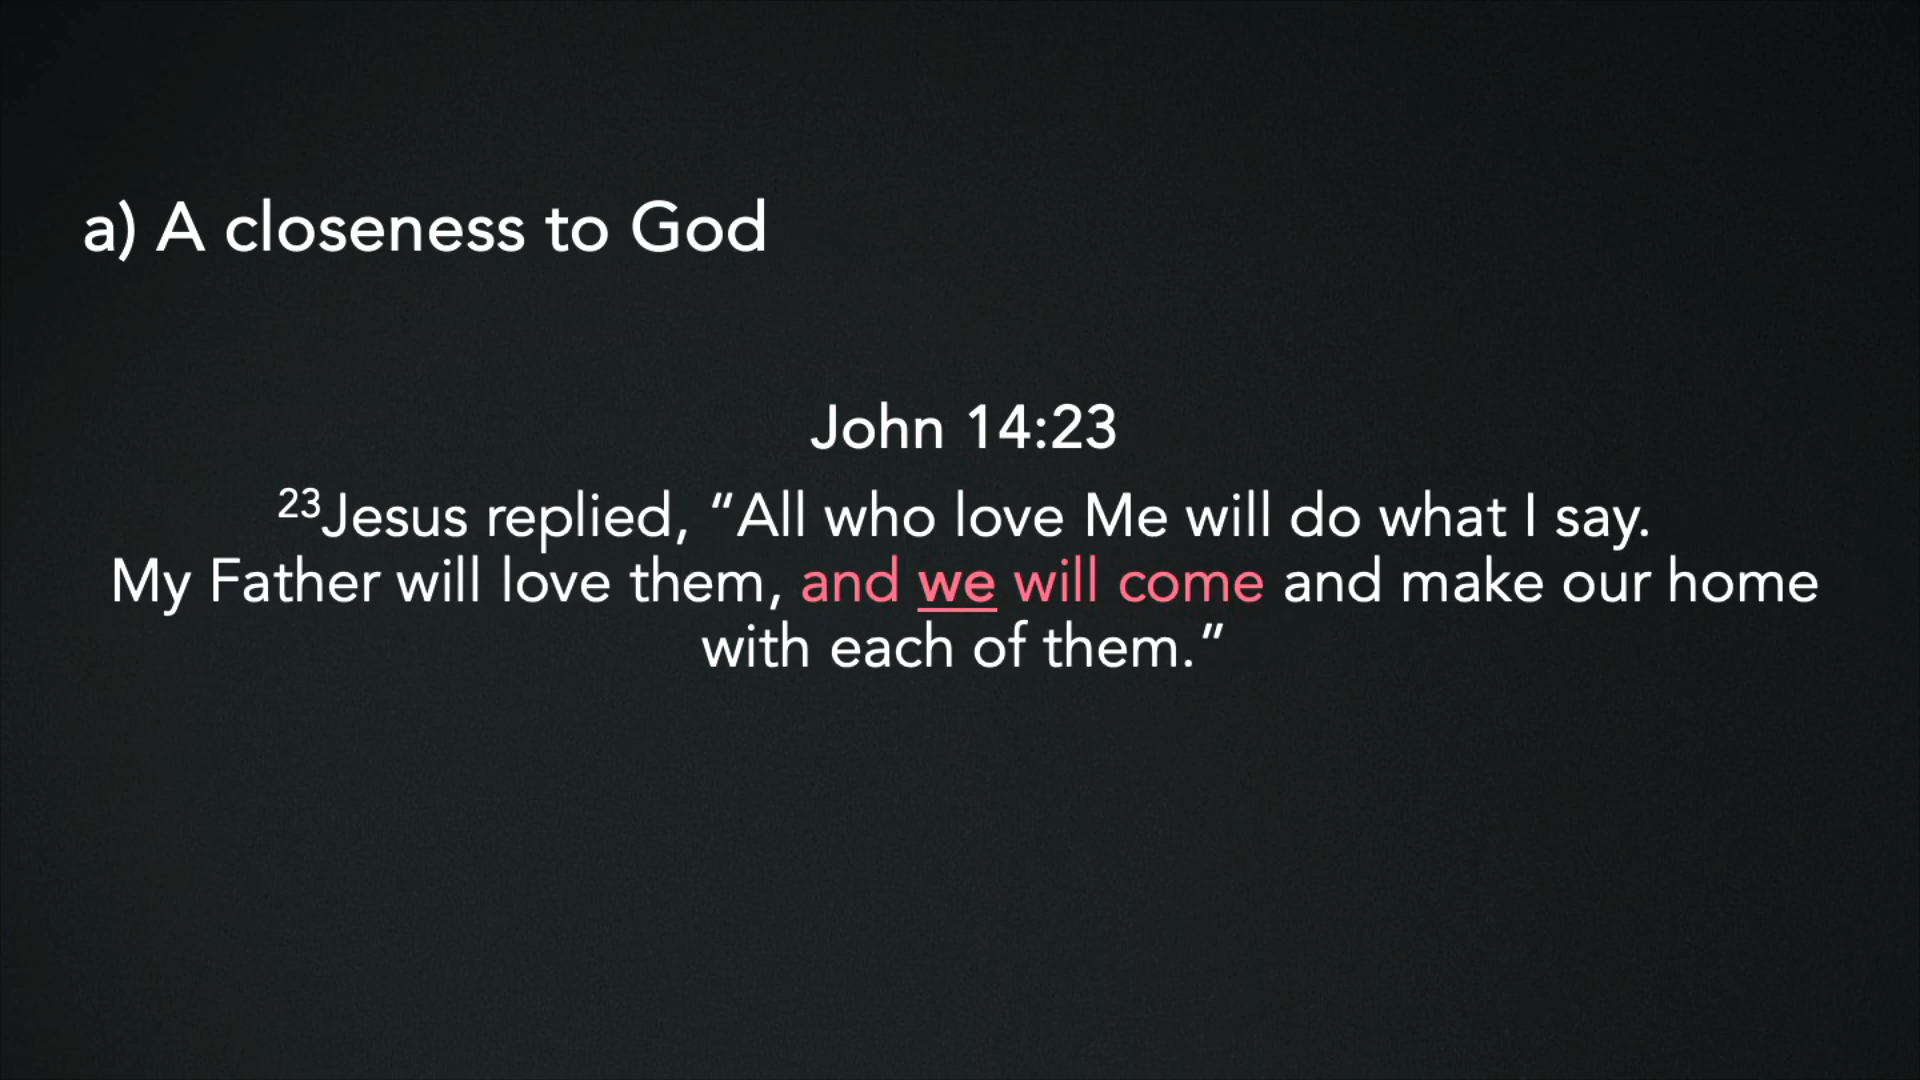 a) A closeness to God
John 14:23
23Jesus replied, “All who love Me will do what I say.
My Father will love them, and we will come and make our home
with each of them.”